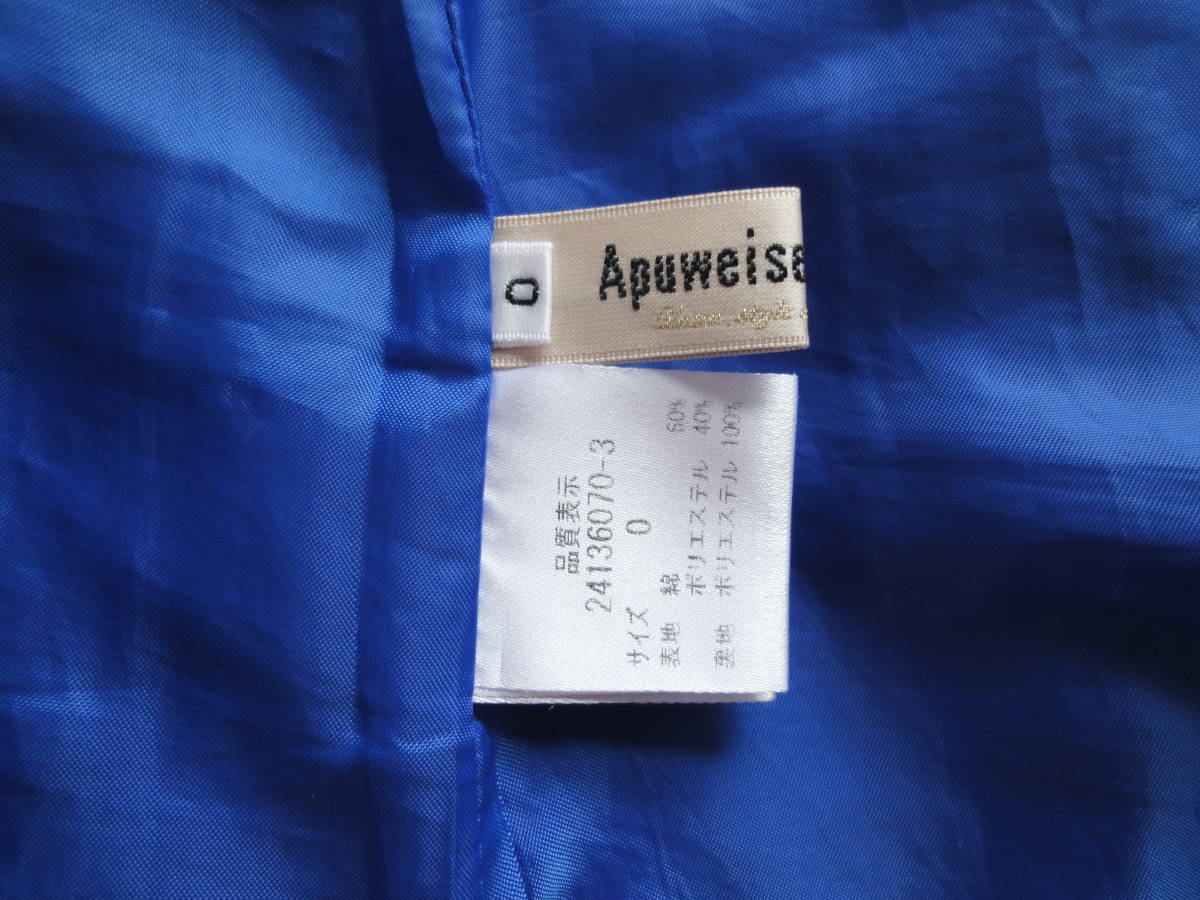 Apuweise
0
品質表示
24136070-3
サイズ 0
表地 綿 60%
ポリエステル 40%
裏地 ポリエステル 100%